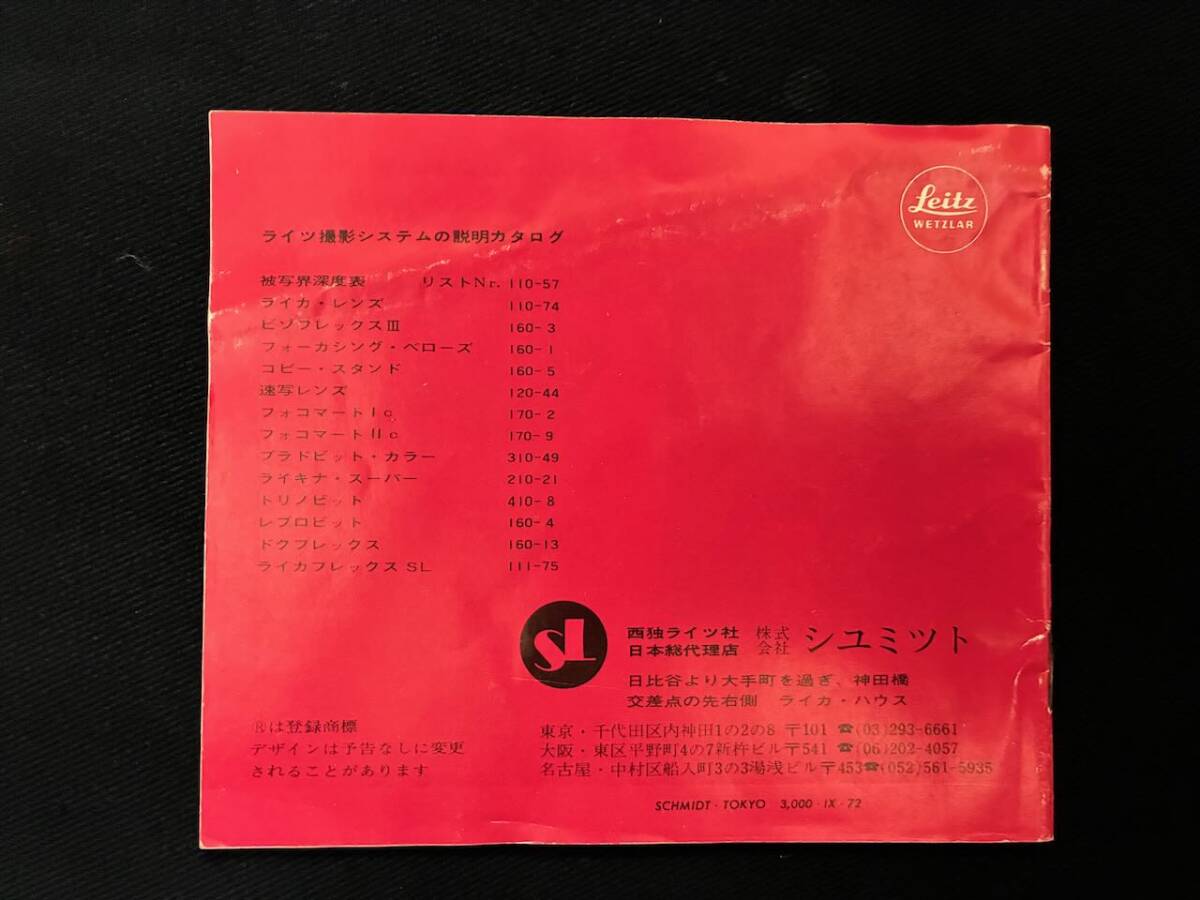 Leitz
WETZLAR
ライツ撮影システムの説明カタログ
被写界深度表 リストNr. 110-57
ライカ・レンズ 110-74
ビゾフレックスIII 160-3
フォーカシング・ベローズ 160-1
コピー・スタンド 160-5
速写レンズ 120-44
フォコマートIc 170-2
フォコマートIIc 170-9
プラドビット・カラー 310-49
ライキナ・スーパー 210-21
トリノビット 410-8
レプロビット 160-4
ドクフレックス 160-13
ライカフレックス SL 111-75
SL
西独ライツ社
日本総代理店
株式会社 シユミツト
日比谷より大手町を過ぎ、神田橋
交差点の先右側 ライカ・ハウス
Ⓡは登録商標
デザインは予告なしに変更
されることがあります
東京・千代田区内神田1の2の8 〒101 ☎(03)293-6661
大阪・東区平野町4の7新杵ビル〒541 ☎(06)202-4057
名古屋・中村区船入町3の3湯浅ビル〒453☎(052)561-5935
SCHMIDT・TOKYO 3,000・IX・72